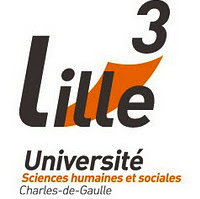 Lille 3
Université
Sciences humaines et sociales
Charles-de-Gaulle